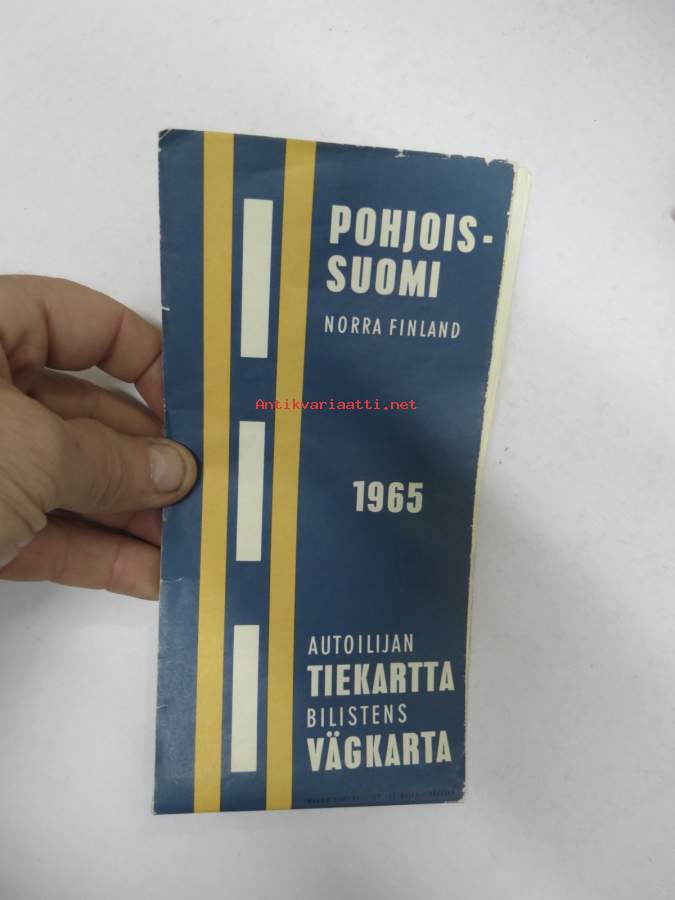 POHJOIS-
SUOMI
NORRA FINLAND
Antikvariaatti.net
1965
AUTOILIJAN
TIEKARTTA
BILISTENS
VÄGKARTA